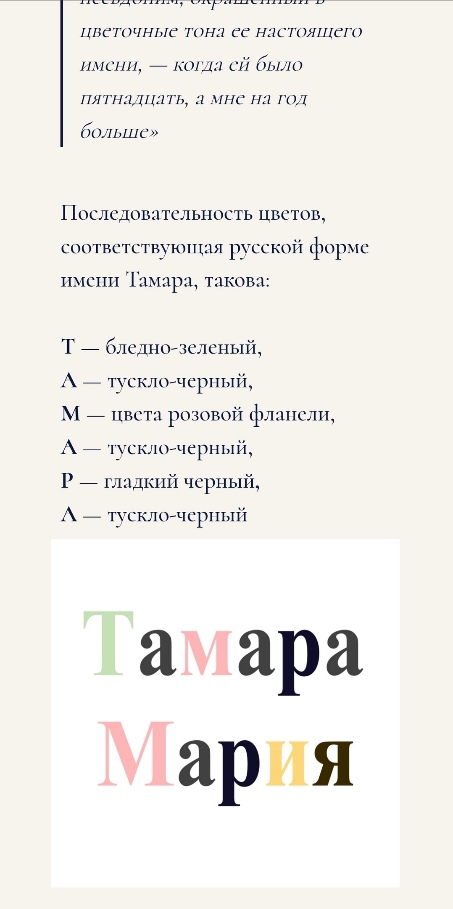 псевдоним, окрашенный в
цветочные тона ее настоящего
имени, — когда ей было
пятнадцать, а мне на год
больше»
Последовательность цветов,
соответствующая русской форме
имени Тамара, такова:
Т — бледно-зеленый,
А — тускло-черный,
М — цвета розовой фланели,
А — тускло-черный,
Р — гладкий черный,
А — тускло-черный
Тамара
Мария